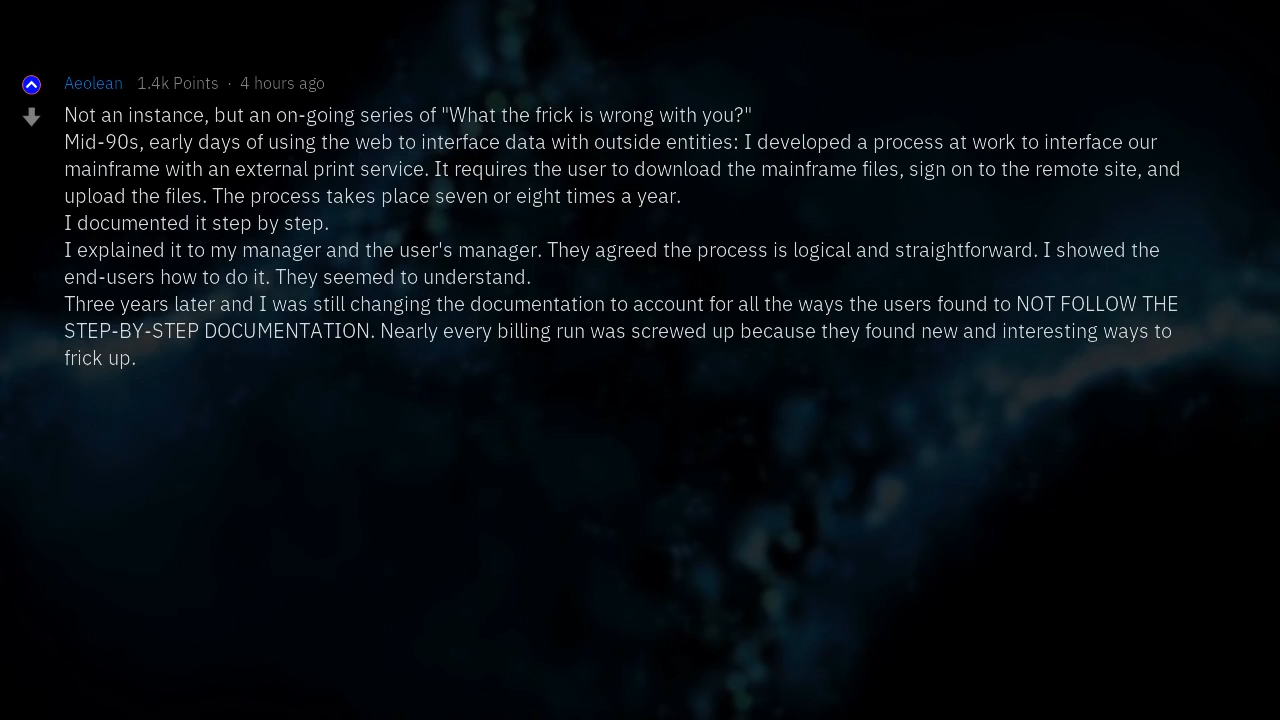 Aeolean 1.4k Points · 4 hours ago
Not an instance, but an on-going series of "What the frick is wrong with you?"
Mid-90s, early days of using the web to interface data with outside entities: I developed a process at work to interface our
mainframe with an external print service. It requires the user to download the mainframe files, sign on to the remote site, and
upload the files. The process takes place seven or eight times a year.
I documented it step by step.
I explained it to my manager and the user's manager. They agreed the process is logical and straightforward. I showed the
end-users how to do it. They seemed to understand.
Three years later and I was still changing the documentation to account for all the ways the users found to NOT FOLLOW THE
STEP-BY-STEP DOCUMENTATION. Nearly every billing run was screwed up because they found new and interesting ways to
frick up.